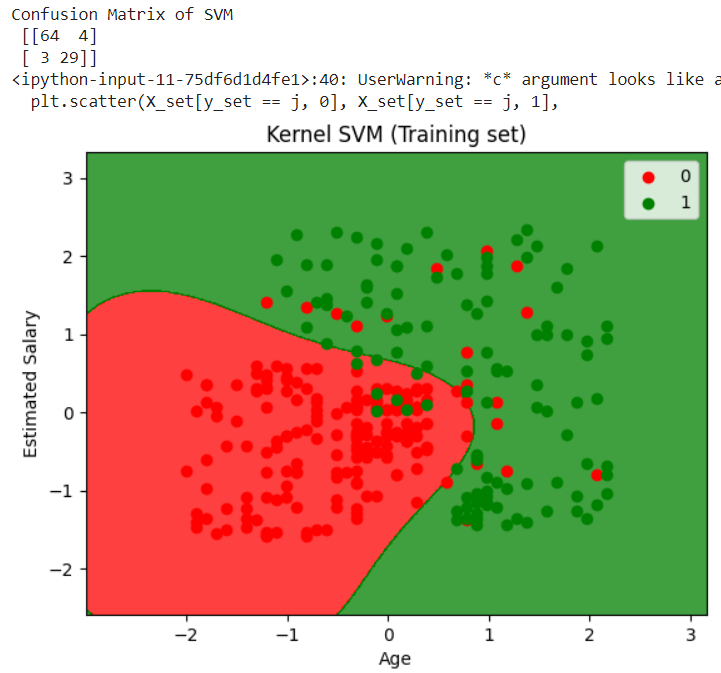 Confusion Matrix of SVM
[[64 4]
[ 3 29]]
<ipython-input-11-75df6d1d4fe1>:40: UserWarning: *c* argument looks like a
plt.scatter(X_set[y_set == j, 0], X_set[y_set == j, 1],
Kernel SVM (Training set)
0
1
3
2
1
0
−1
−2
Estimated Salary
−2 −1 0 1 2 3
Age